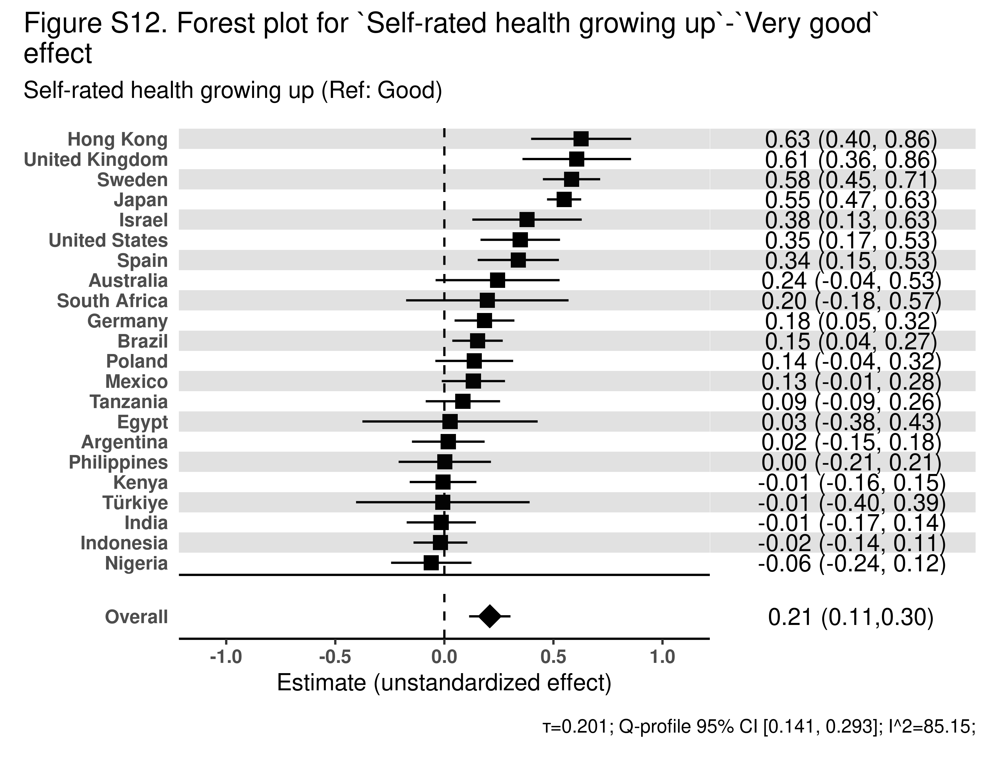 Figure S12. Forest plot for `Self-rated health growing up`-`Very good`
effect
Self-rated health growing up (Ref: Good)
Hong Kong 0.63 (0.40, 0.86)
United Kingdom 0.61 (0.36, 0.86)
Sweden 0.58 (0.45, 0.71)
Japan 0.55 (0.47, 0.63)
Israel 0.38 (0.13, 0.63)
United States 0.35 (0.17, 0.53)
Spain 0.34 (0.15, 0.53)
Australia 0.24 (-0.04, 0.53)
South Africa 0.20 (-0.18, 0.57)
Germany 0.18 (0.05, 0.32)
Brazil 0.15 (0.04, 0.27)
Poland 0.14 (-0.04, 0.32)
Mexico 0.13 (-0.01, 0.28)
Tanzania 0.09 (-0.09, 0.26)
Egypt 0.03 (-0.38, 0.43)
Argentina 0.02 (-0.15, 0.18)
Philippines 0.00 (-0.21, 0.21)
Kenya -0.01 (-0.16, 0.15)
Türkiye -0.01 (-0.40, 0.39)
India -0.01 (-0.17, 0.14)
Indonesia -0.02 (-0.14, 0.11)
Nigeria -0.06 (-0.24, 0.12)
Overall 0.21 (0.11,0.30)
-1.0 -0.5 0.0 0.5 1.0
Estimate (unstandardized effect)
τ=0.201; Q-profile 95% CI [0.141, 0.293]; I^2=85.15;